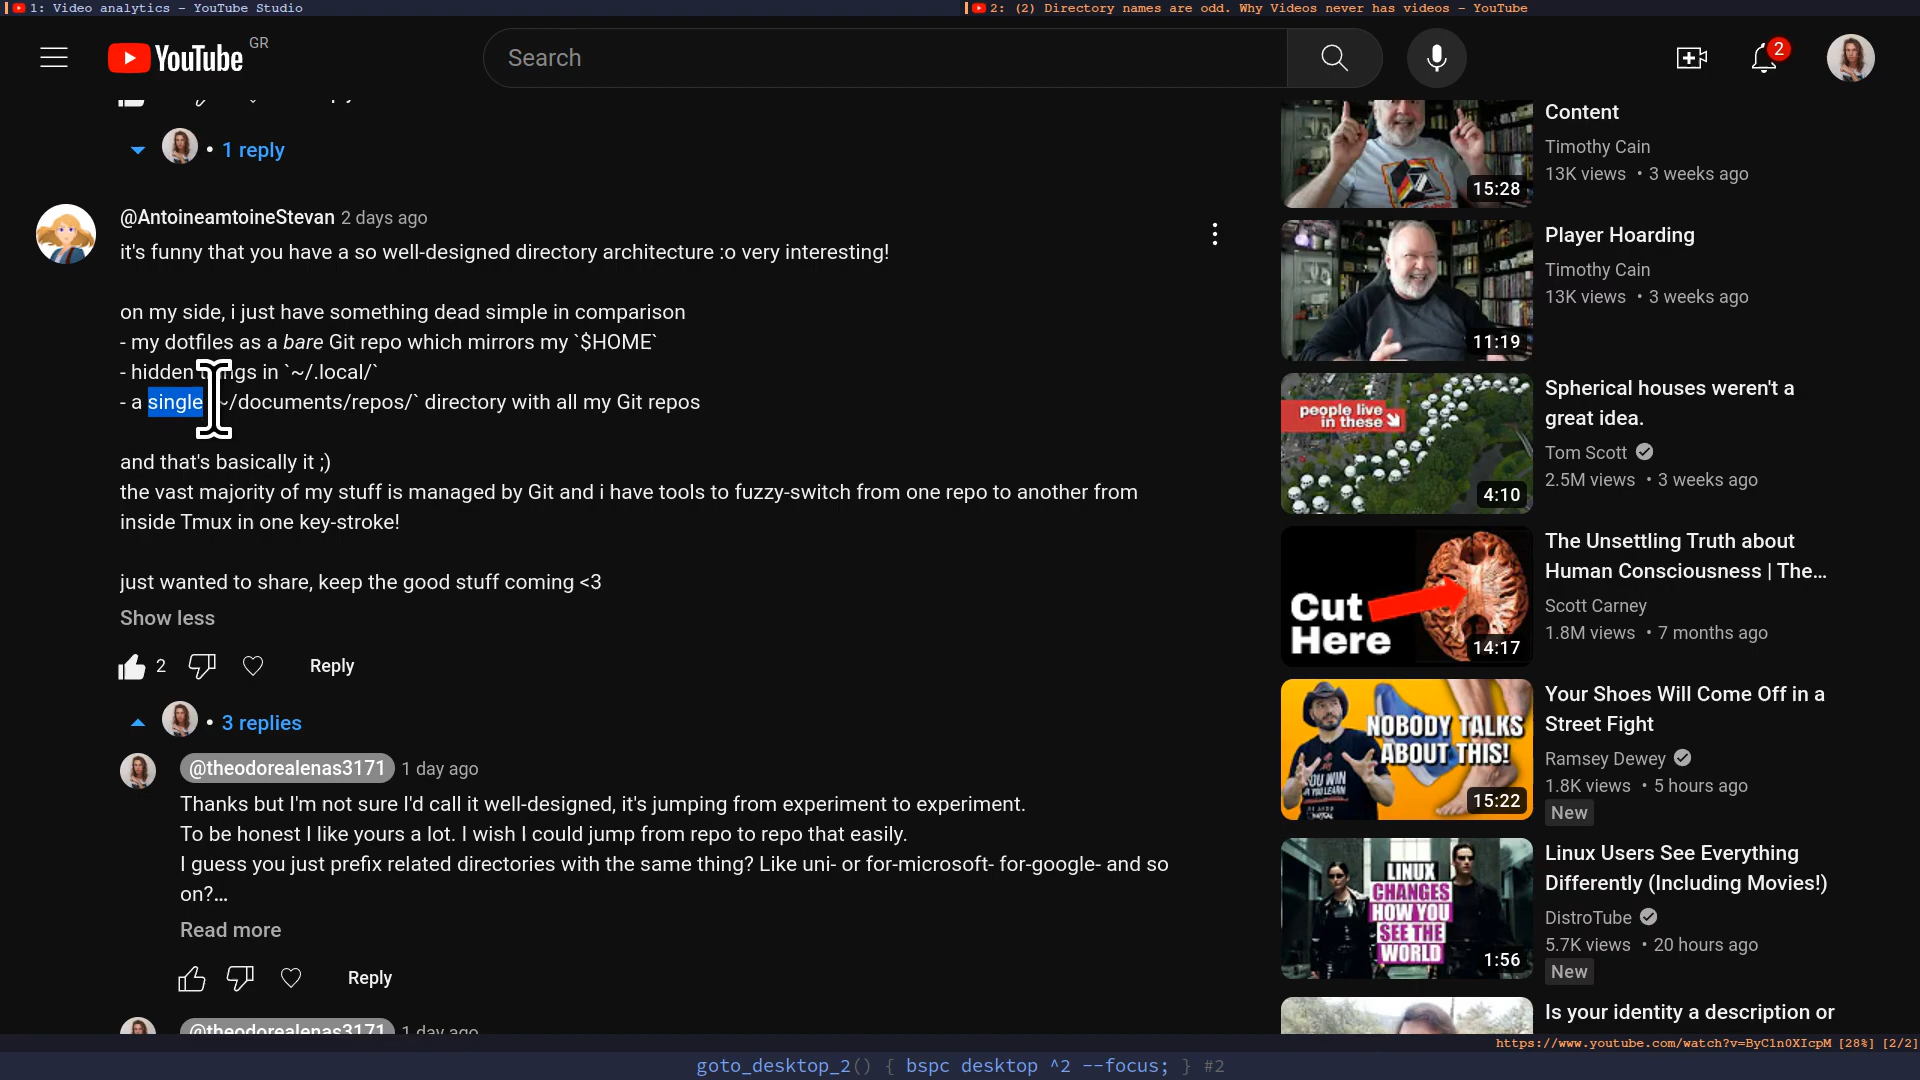 1: Video analytics - YouTube Studio
2: (2) Directory names are odd. Why Videos never has videos - YouTube
YouTube GR
Search
2
1 reply
@AntoineamtoineStevan 2 days ago
it's funny that you have a so well-designed directory architecture :o very interesting!
on my side, i just have something dead simple in comparison
- my dotfiles as a bare Git repo which mirrors my `$HOME`
- hidden things in `~/.local/`
- a single `~/documents/repos/` directory with all my Git repos
and that's basically it ;)
the vast majority of my stuff is managed by Git and i have tools to fuzzy-switch from one repo to another from
inside Tmux in one key-stroke!
just wanted to share, keep the good stuff coming <3
Show less
2
Reply
3 replies
@theodorealenas3171 1 day ago
Thanks but I'm not sure I'd call it well-designed, it's jumping from experiment to experiment.
To be honest I like yours a lot. I wish I could jump from repo to repo that easily.
I guess you just prefix related directories with the same thing? Like uni- or for-microsoft- for-google- and so
on?...
Read more
Reply
@theodorealenas3171 1 day ago
Content
Timothy Cain
13K views • 3 weeks ago
15:28
Player Hoarding
Timothy Cain
13K views • 3 weeks ago
11:19
people live
in these
4:10
Spherical houses weren't a
great idea.
Tom Scott
2.5M views • 3 weeks ago
Cut
Here
14:17
The Unsettling Truth about
Human Consciousness | The...
Scott Carney
1.8M views • 7 months ago
NOBODY TALKS
ABOUT THIS!
15:22
Your Shoes Will Come Off in a
Street Fight
Ramsey Dewey
1.8K views • 5 hours ago
New
LINUX
CHANGES
HOW YOU
SEE THE
WORLD
1:56
Linux Users See Everything
Differently (Including Movies!)
DistroTube
5.7K views • 20 hours ago
New
Is your identity a description or
https://www.youtube.com/watch?v=ByC1n0XIcpM [28%] [2/2]
goto_desktop_2() { bspc desktop ^2 --focus; } #2